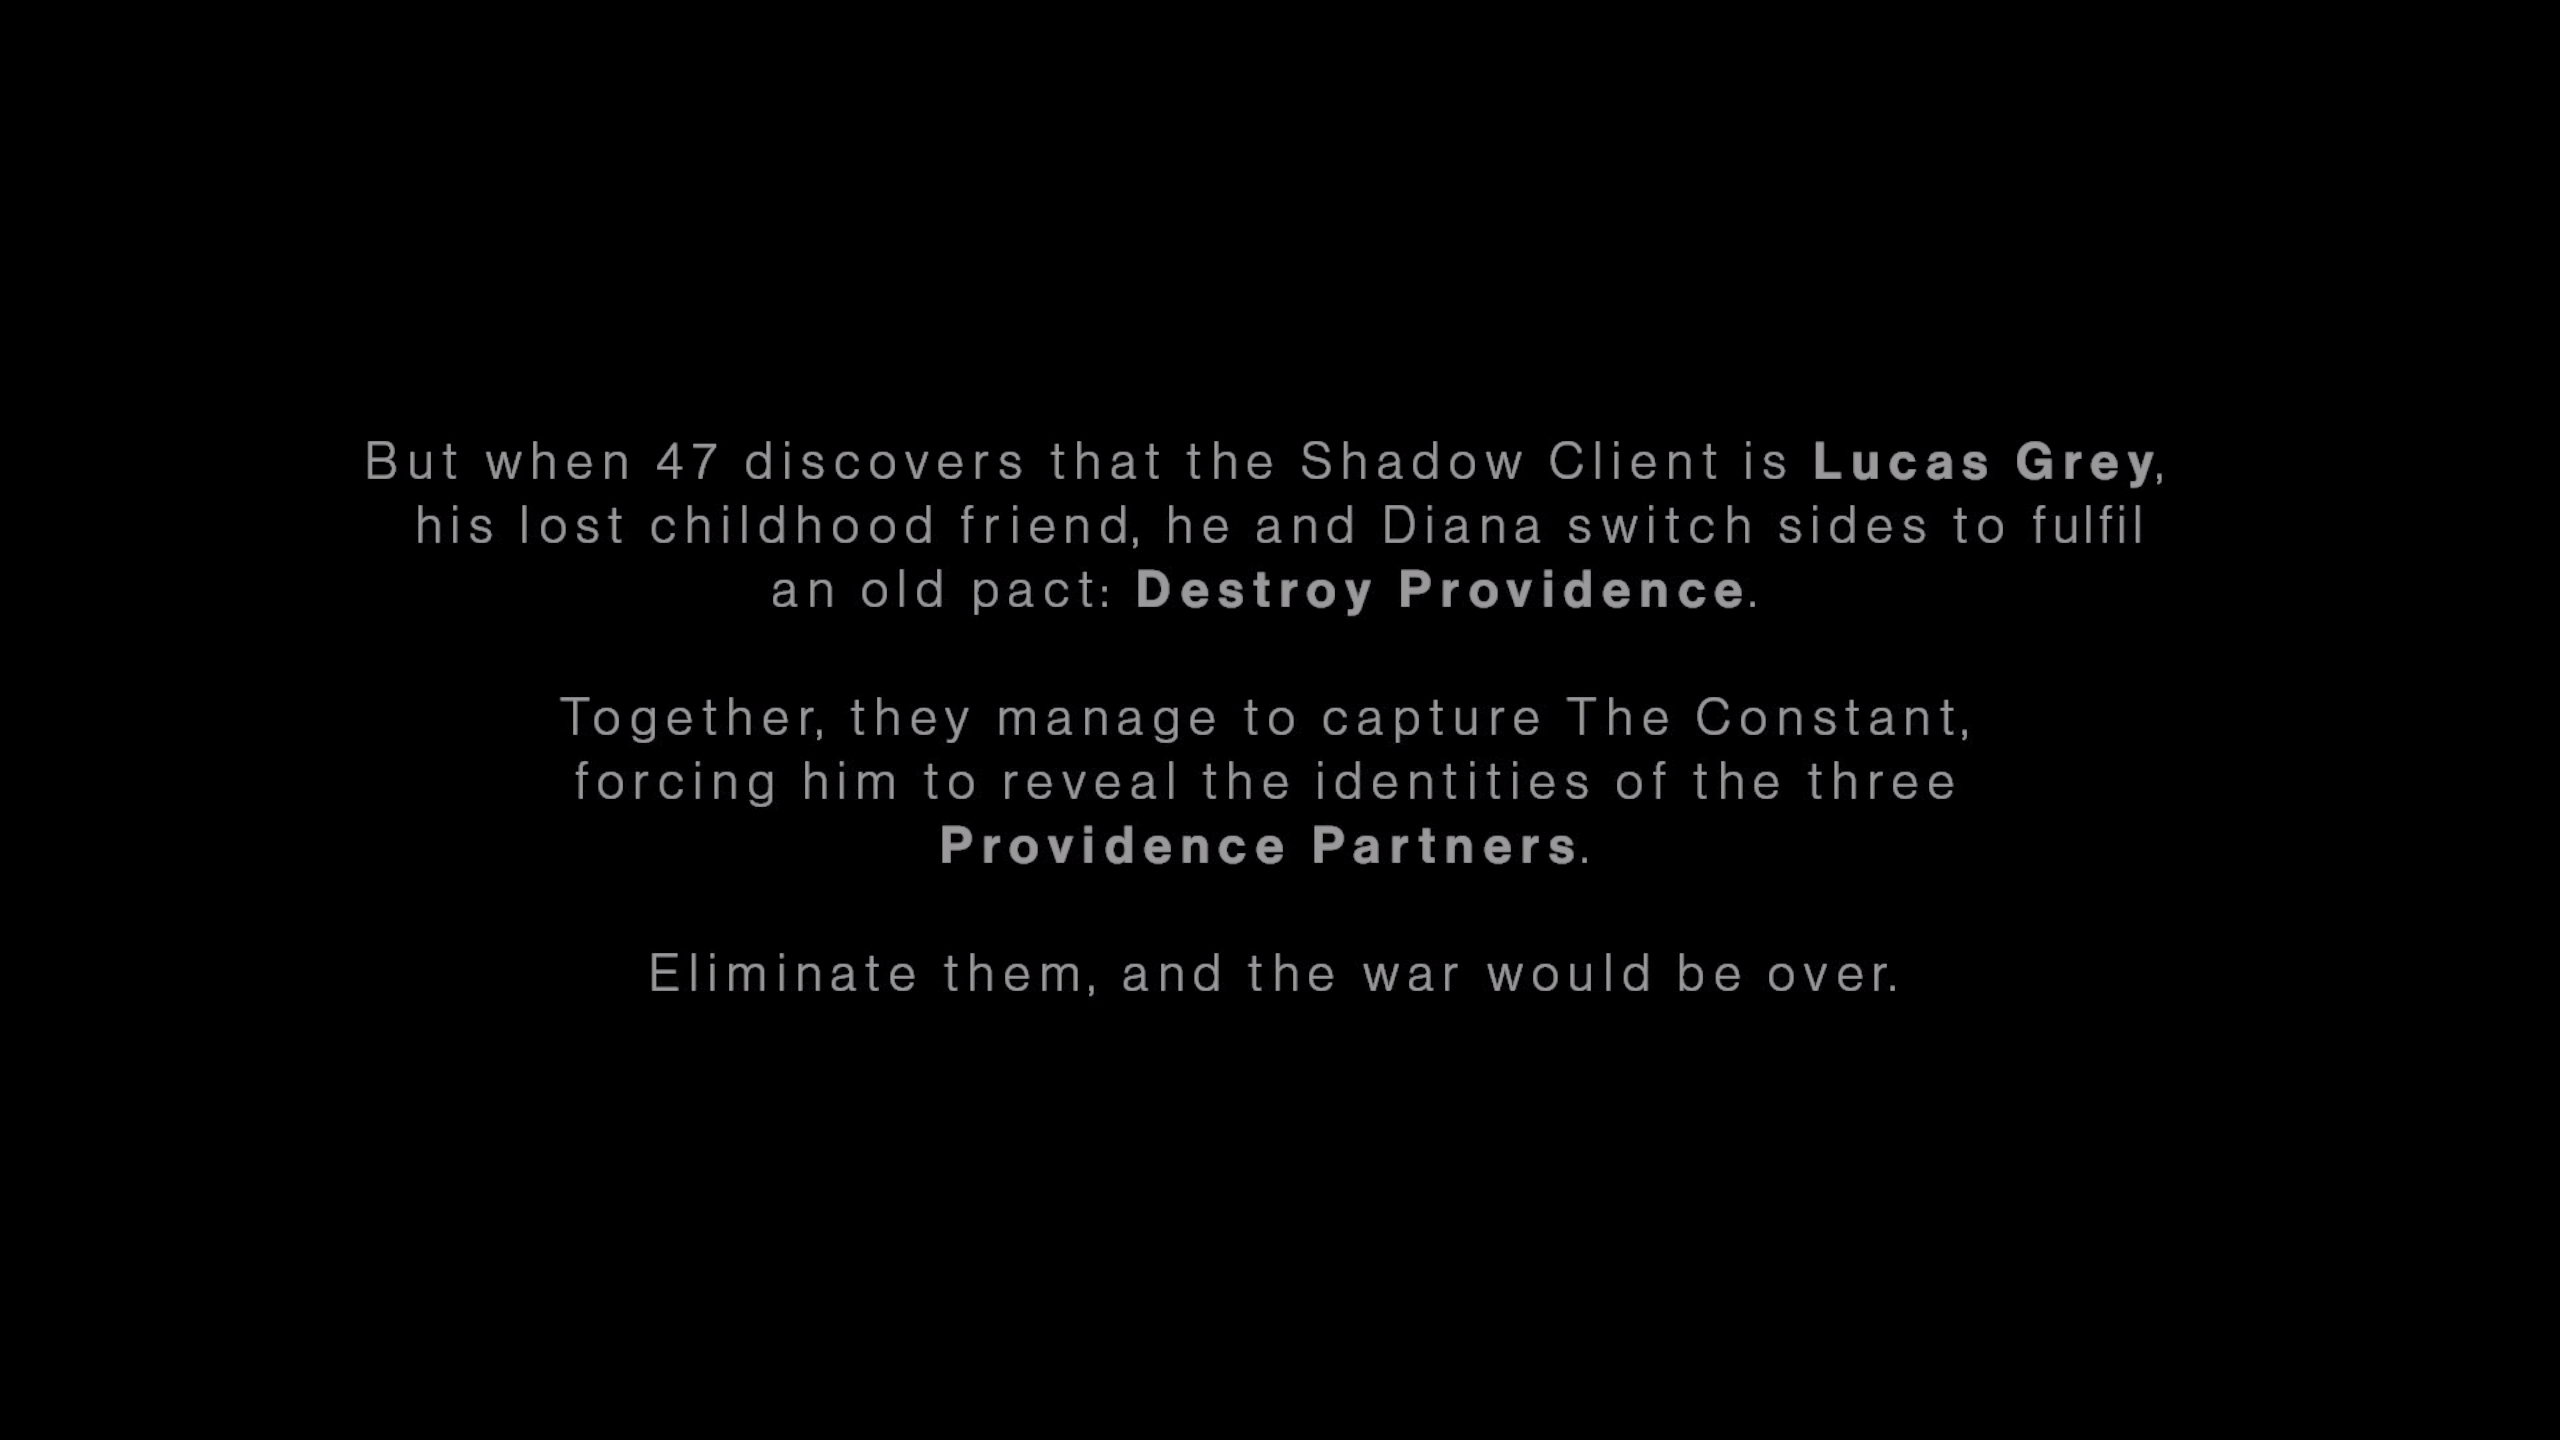 But when 47 discovers that the Shadow Client is Lucas Grey,
his lost childhood friend, he and Diana switch sides to fulfil
an old pact: Destroy Providence.
Together, they manage to capture The Constant,
forcing him to reveal the identities of the three
Providence Partners.
Eliminate them, and the war would be over.